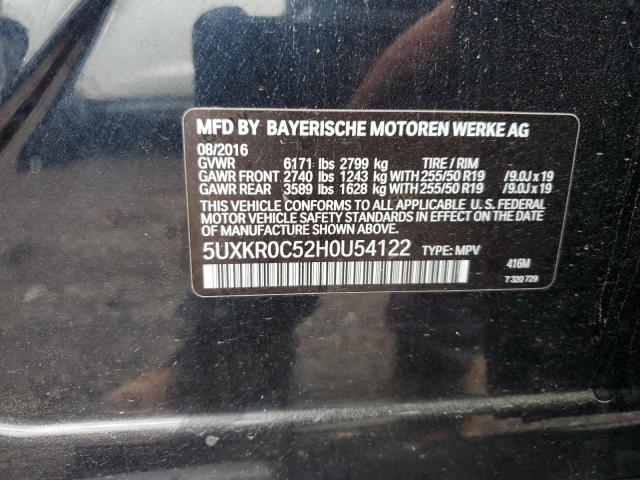 MFD BY BAYERISCHE MOTOREN WERKE AG
08/2016
GVWR 6171 lbs 2799 kg TIRE / RIM
GAWR FRONT 2740 lbs 1243 kg WITH 255/50 R19 /9.0J x 19
GAWR REAR 3589 lbs 1628 kg WITH 255/50 R19 /9.0J x 19
THIS VEHICLE CONFORMS TO ALL APPLICABLE U.S. FEDERAL
MOTOR VEHICLE SAFETY STANDARDS IN EFFECT ON THE DATE
OF MANUFACTURE SHOWN ABOVE.
5UXKR0C52H0U54122 TYPE: MPV
416M
7 320 729